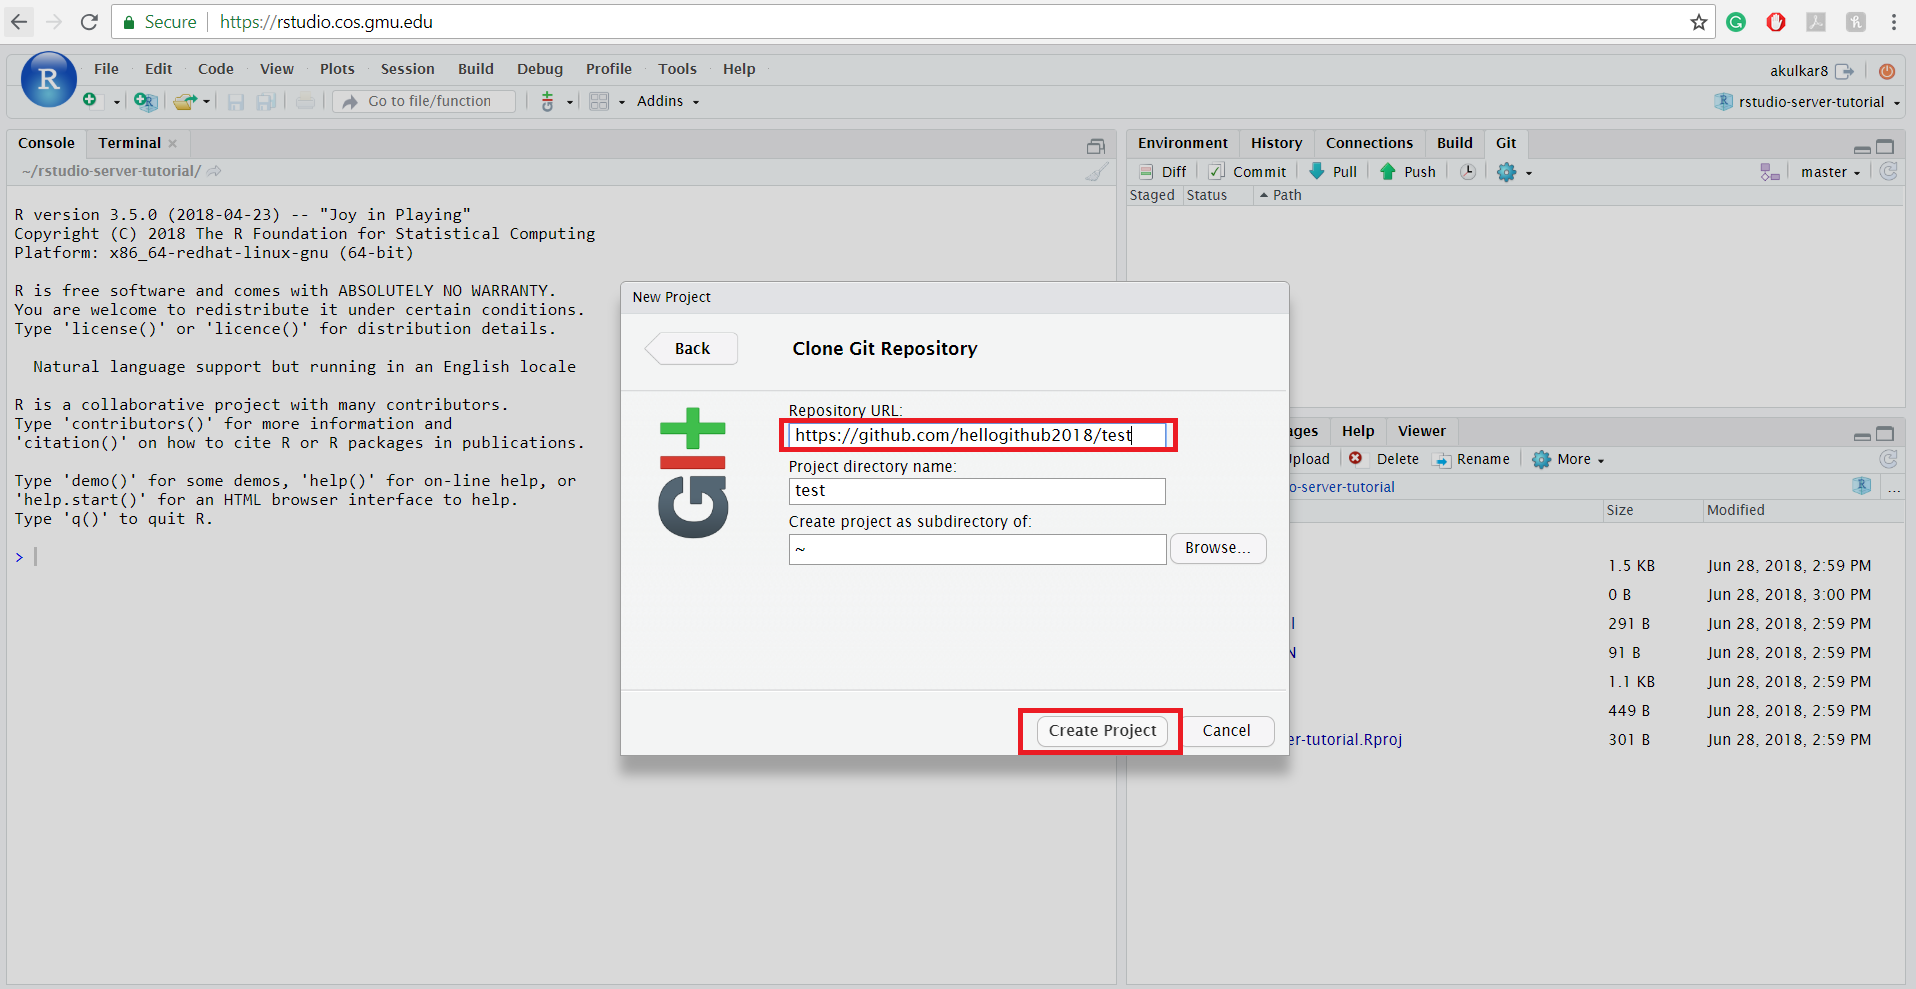 Secure https://rstudio.cos.gmu.edu
R
File Edit Code View Plots Session Build Debug Profile Tools Help
akulkar8
Go to file/function Addins
rstudio-server-tutorial
Console Terminal
~/rstudio-server-tutorial/
R version 3.5.0 (2018-04-23) -- "Joy in Playing"
Copyright (C) 2018 The R Foundation for Statistical Computing
Platform: x86_64-redhat-linux-gnu (64-bit)
R is free software and comes with ABSOLUTELY NO WARRANTY.
You are welcome to redistribute it under certain conditions.
Type 'license()' or 'licence()' for distribution details.
Natural language support but running in an English locale
R is a collaborative project with many contributors.
Type 'contributors()' for more information and
'citation()' on how to cite R or R packages in publications.
Type 'demo()' for some demos, 'help()' for on-line help, or
'help.start()' for an HTML browser interface to help.
Type 'q()' to quit R.
>
New Project
Back
Clone Git Repository
GIT
Repository URL:
https://github.com/hellogithub2018/test
Project directory name:
test
Create project as subdirectory of:
~
Browse...
Create Project Cancel
Environment History Connections Build Git
Diff Commit Pull Push master
Staged Status Path
ages Help Viewer
pload Delete Rename More
o-server-tutorial ...
Size Modified
1.5 KB Jun 28, 2018, 2:59 PM
0 B Jun 28, 2018, 3:00 PM
l 291 B Jun 28, 2018, 2:59 PM
N 91 B Jun 28, 2018, 2:59 PM
1.1 KB Jun 28, 2018, 2:59 PM
449 B Jun 28, 2018, 2:59 PM
er-tutorial.Rproj 301 B Jun 28, 2018, 2:59 PM